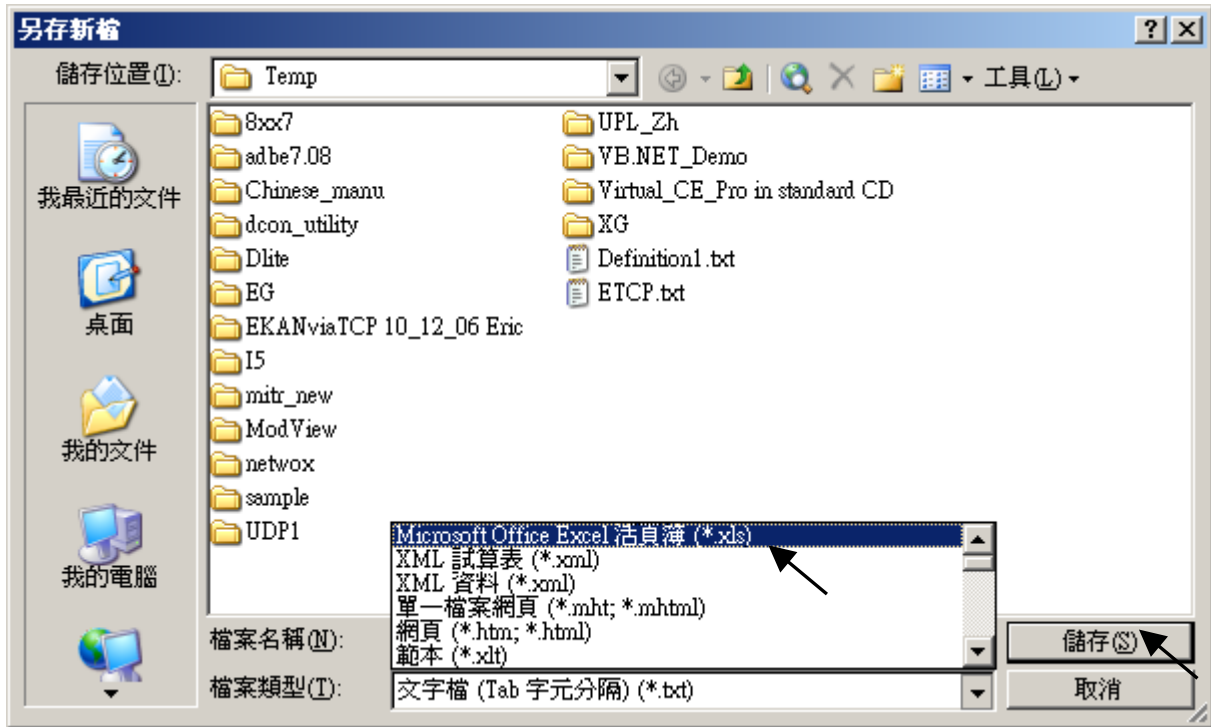 另存新檔
儲存位置(I):
Temp
工具(L)
我最近的文件
桌面
我的文件
我的電腦
8xx7
adbe7.08
Chinese_manu
dcon_utility
Dlite
EG
EKANviaTCP 10_12_06 Eric
I5
mitr_new
ModView
netwox
sample
UDP1
UPL_Zh
VB.NET_Demo
Virtual_CE_Pro in standard CD
XG
Definition1.txt
ETCP.txt
Microsoft Office Excel 活頁簿 (*.xls)
XML 試算表 (*.xml)
XML 資料 (*.xml)
單一檔案網頁 (*.mht; *.mhtml)
網頁 (*.htm; *.html)
範本 (*.xlt)
檔案名稱(N):
儲存(S)
檔案類型(T):
文字檔 (Tab 字元分隔) (*.txt)
取消